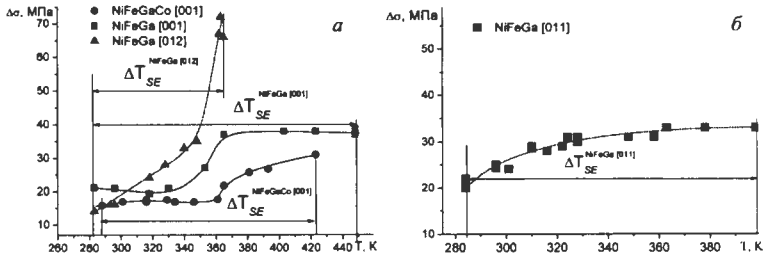 Δσ, МПа
● NiFeGaCo [001]
■ NiFeGa [001]
▲ NiFeGa [012]
а
70
60
50
40
30
20
10
ΔT_SE^NiFeGa [012]
ΔT_SE^NiFeGa [001]
ΔT_SE^NiFeGaCo [001]
260 280 300 320 340 360 380 400 420 440 T, K
Δσ, МПа
■ NiFeGa [011]
б
50
40
30
20
10
ΔT_SE^NiFeGa [011]
280 300 320 340 360 380 T, K